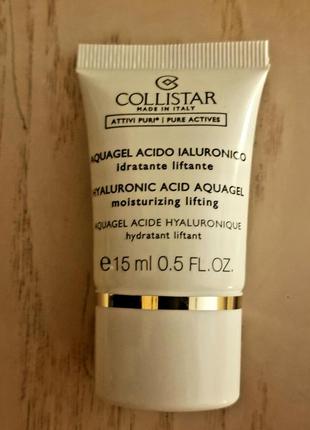 COLLISTAR
MADE IN ITALY
ATTIVI PURI® | PURE ACTIVES
AQUAGEL ACIDO IALURONICO
idratante liftante
HYALURONIC ACID AQUAGEL
moisturizing lifting
AQUAGEL ACIDE HYALURONIQUE
hydratant liftant
℮15 ml 0.5 FL.OZ.